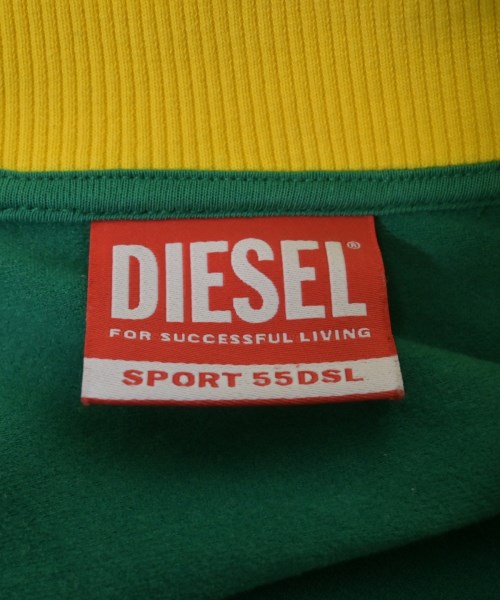 DIESEL®
FOR SUCCESSFUL LIVING
SPORT 55DSL